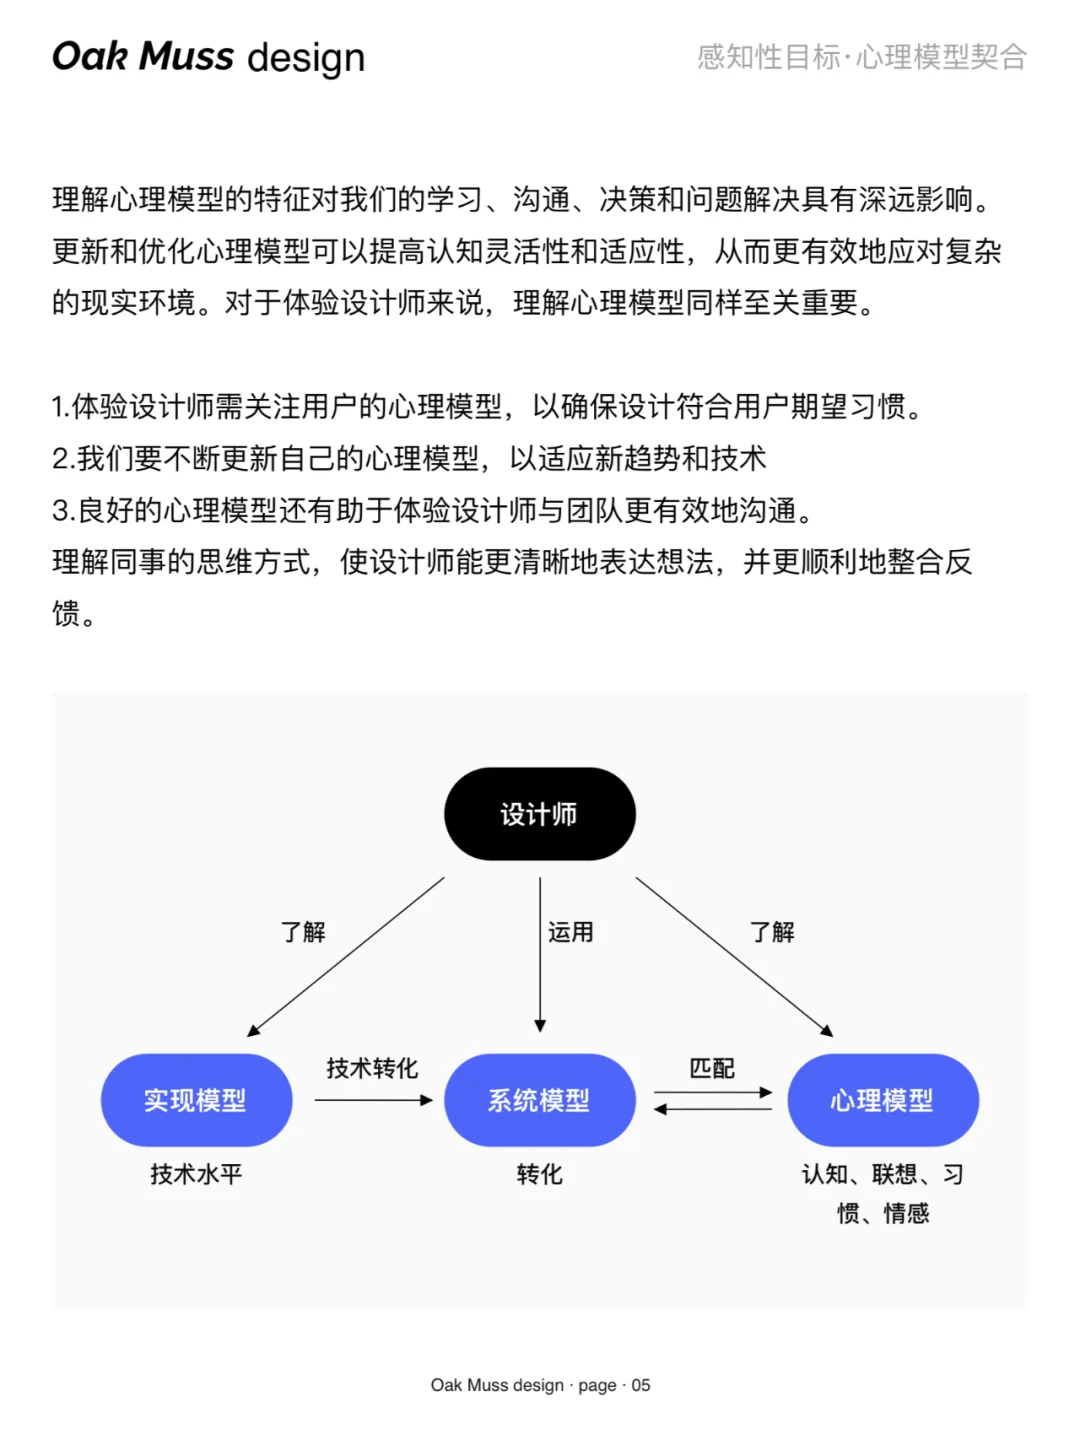 Oak Muss design
感知性目标·心理模型契合
理解心理模型的特征对我们的学习、沟通、决策和问题解决具有深远影响。
更新和优化心理模型可以提高认知灵活性和适应性，从而更有效地应对复杂
的现实环境。对于体验设计师来说，理解心理模型同样至关重要。
1.体验设计师需关注用户的心理模型，以确保设计符合用户期望习惯。
2.我们要不断更新自己的心理模型，以适应新趋势和技术
3.良好的心理模型还有助于体验设计师与团队更有效地沟通。
理解同事的思维方式，使设计师能更清晰地表达想法，并更顺利地整合反
馈。
设计师
了解
运用
了解
实现模型
技术转化
系统模型
匹配
心理模型
技术水平
转化
认知、联想、习
惯、情感
Oak Muss design · page · 05